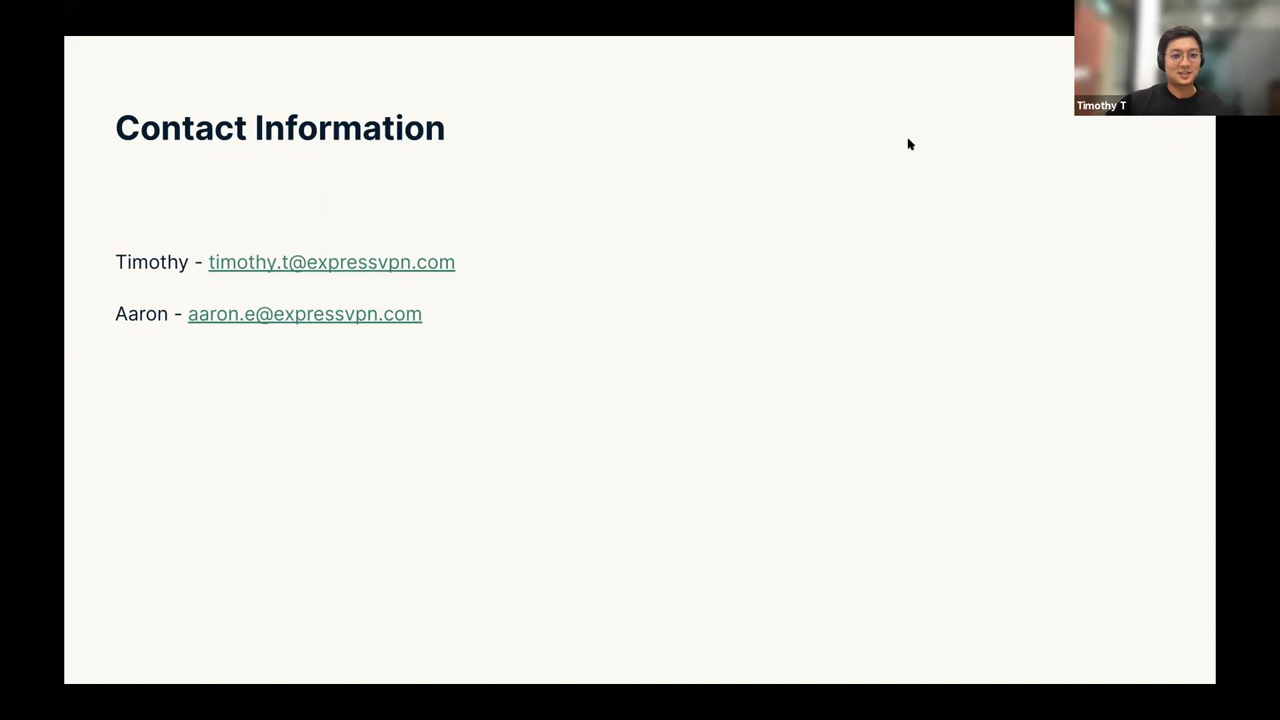 Contact Information
Timothy T
Timothy - timothy.t@expressvpn.com
Aaron - aaron.e@expressvpn.com